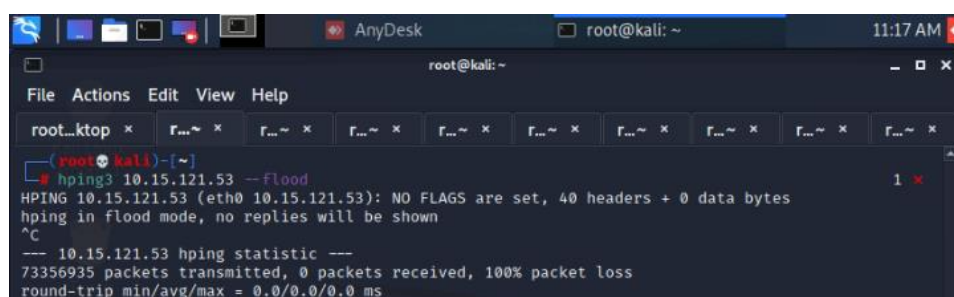 AnyDesk root@kali: ~ 11:17 AM
root@kali: ~
File Actions Edit View Help
root…ktop × r…~ × r…~ × r…~ × r…~ × r…~ × r…~ × r…~ × r…~ × r…~ ×
(root💀kali)-[~]
# hping3 10.15.121.53 --flood 1 ×
HPING 10.15.121.53 (eth0 10.15.121.53): NO FLAGS are set, 40 headers + 0 data bytes
hping in flood mode, no replies will be shown
^C
--- 10.15.121.53 hping statistic ---
73356935 packets transmitted, 0 packets received, 100% packet loss
round-trip min/avg/max = 0.0/0.0/0.0 ms